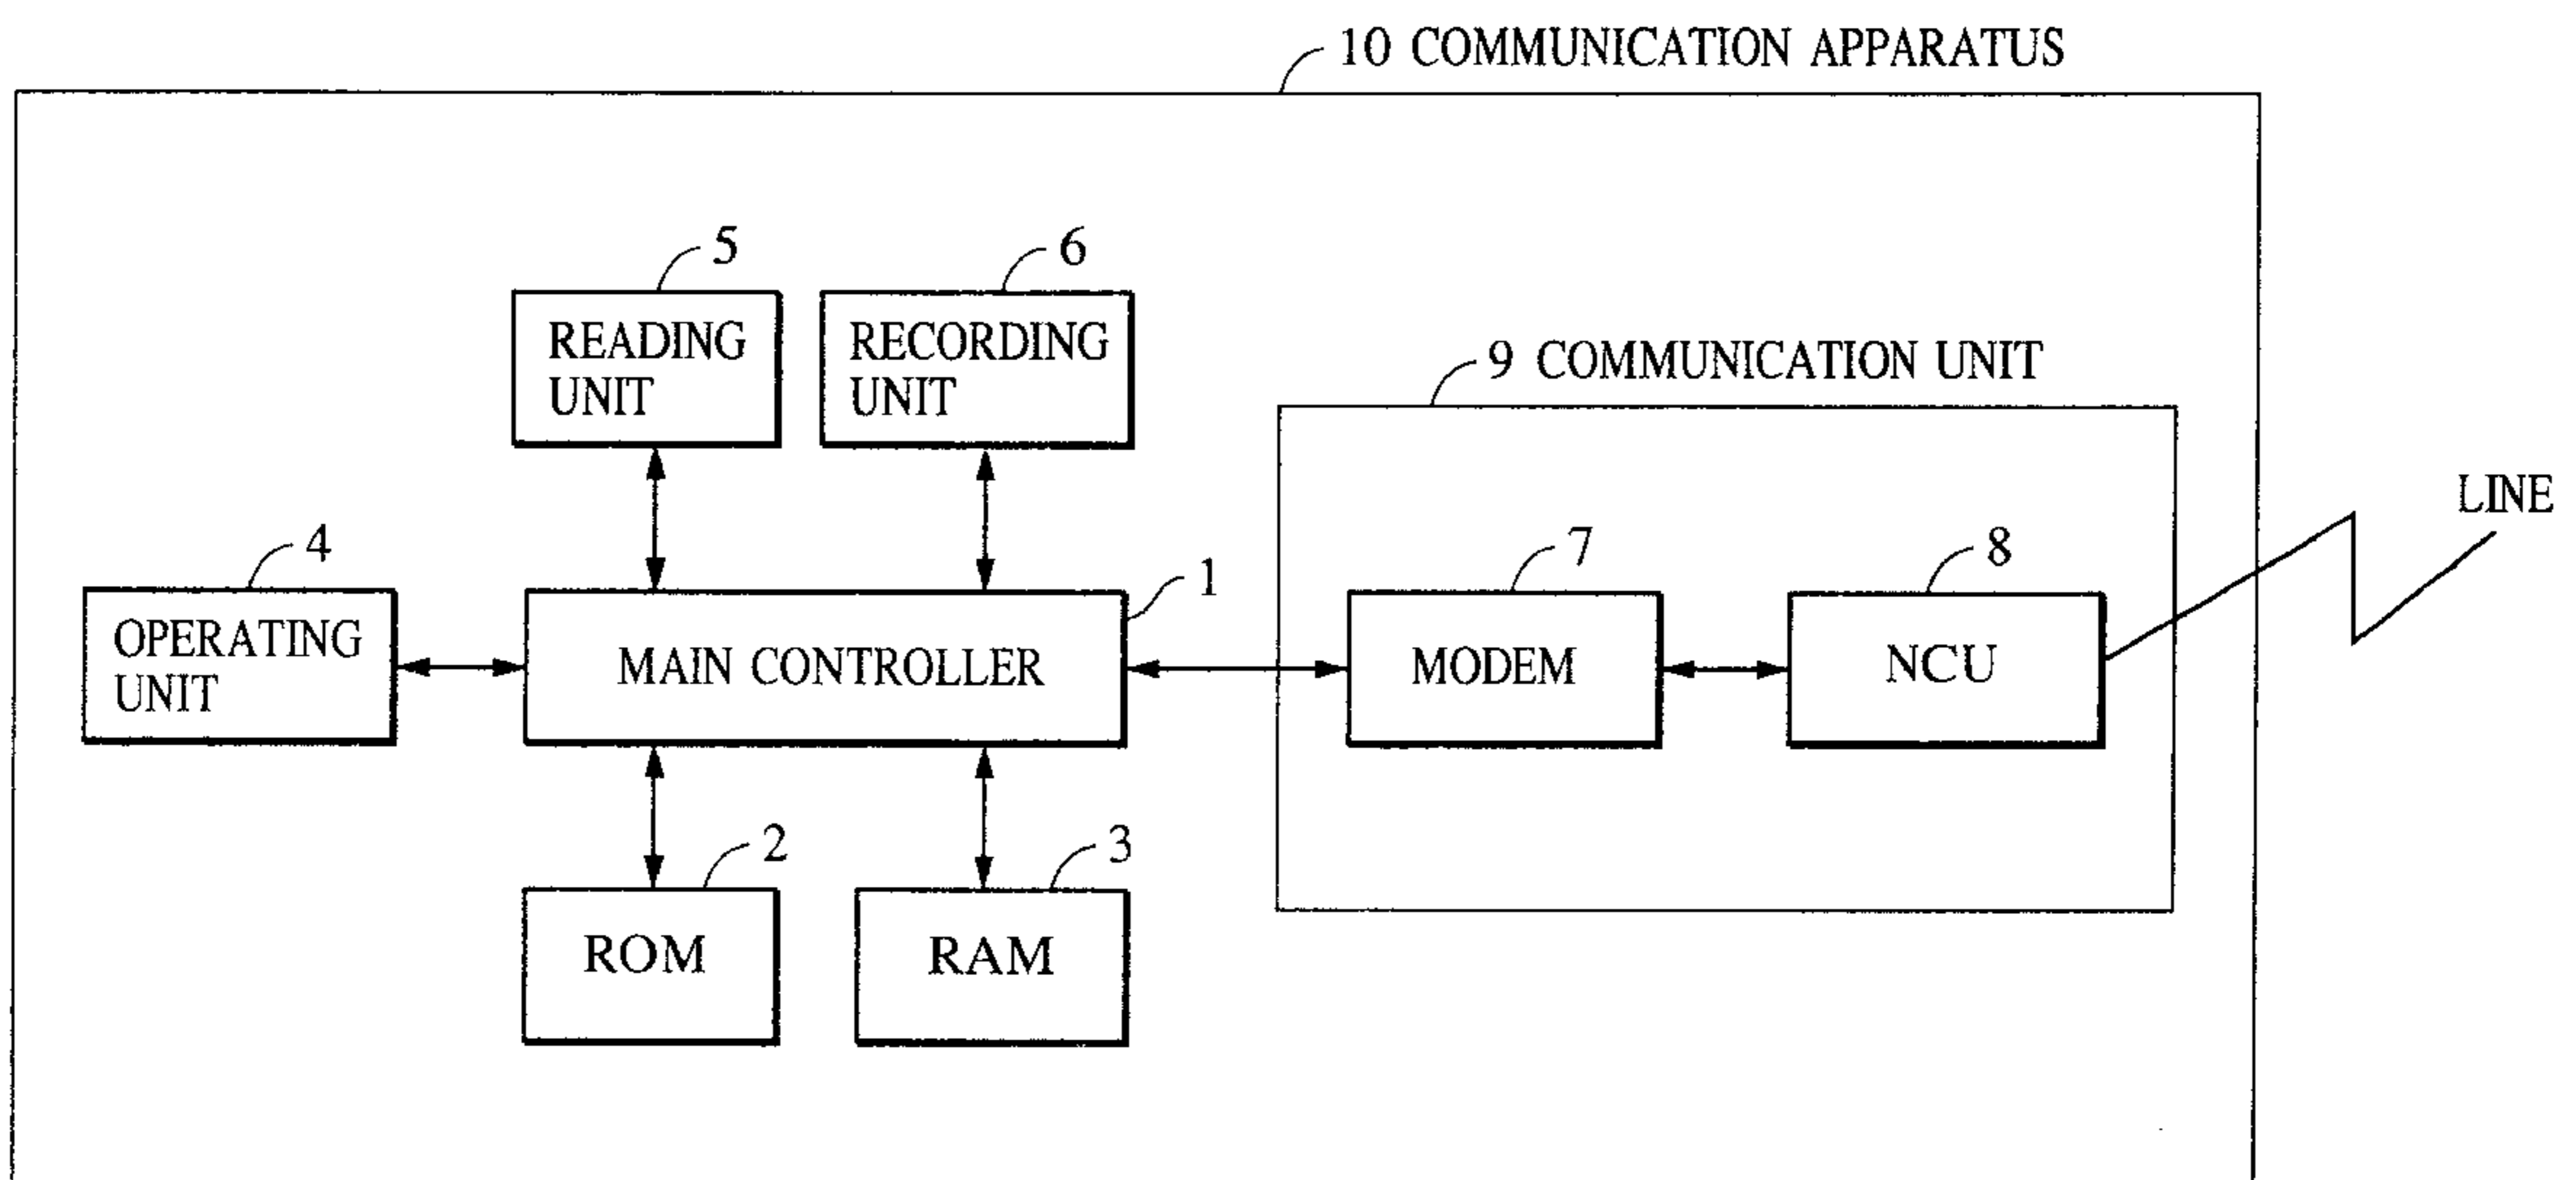 10 COMMUNICATION APPARATUS
5
6
READING
UNIT
RECORDING
UNIT
9 COMMUNICATION UNIT
LINE
4
1
7
8
OPERATING
UNIT
MAIN CONTROLLER
MODEM
NCU
2
3
ROM
RAM